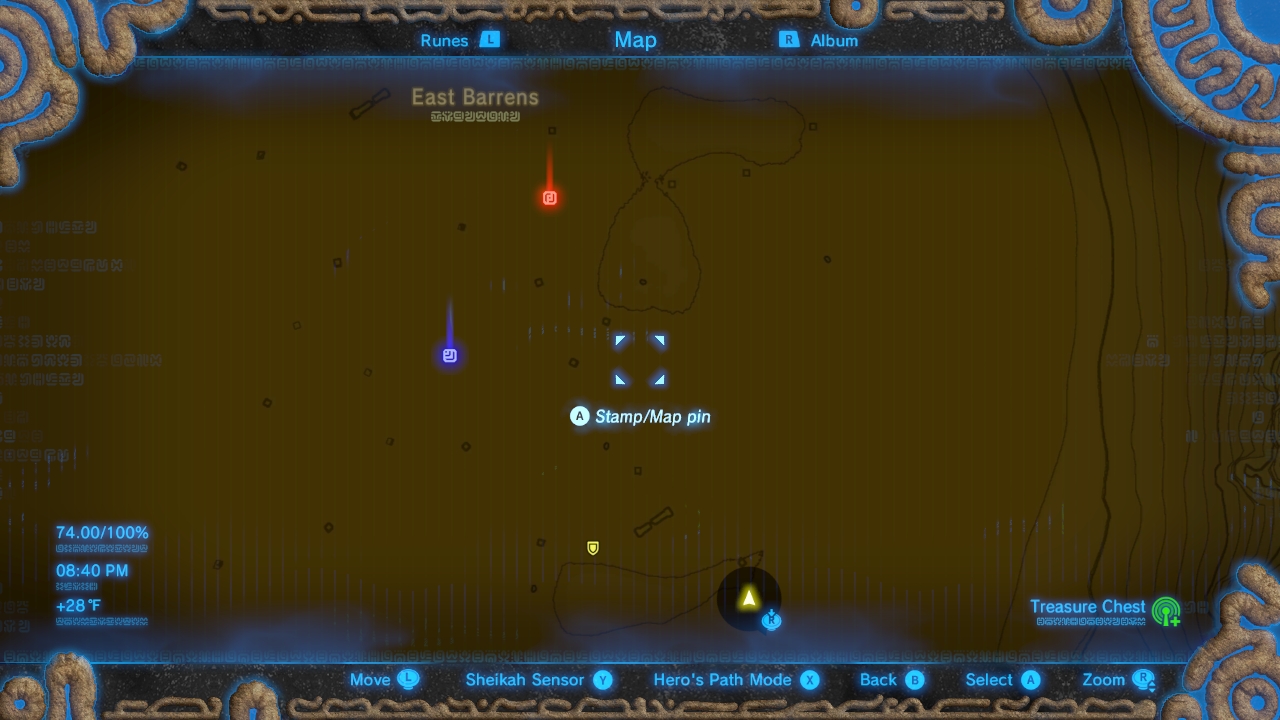 Runes L
Map
R Album
East Barrens
A Stamp/Map pin
74.00/100%
08:40 PM
+28°F
R
Treasure Chest
Move L
Sheikah Sensor Y
Hero's Path Mode X
Back B
Select A
Zoom R